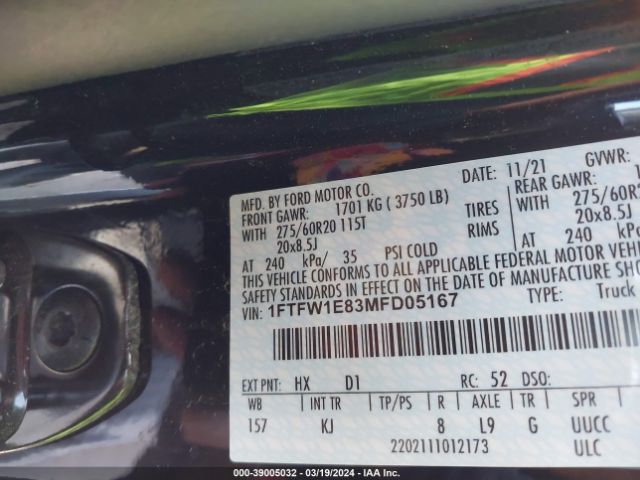 MFD. BY FORD MOTOR CO. DATE: 11/21 GVWR:
FRONT GAWR: 1701 KG ( 3750 LB) REAR GAWR:
WITH 275/60R20 115T TIRES WITH 275/60R
20x8.5J RIMS 20x8.5J
AT 240 kPa/ 35 PSI COLD AT 240 kPa/
THIS VEHICLE CONFORMS TO ALL APPLICABLE FEDERAL MOTOR VEHIC
SAFETY STANDARDS IN EFFECT ON THE DATE OF MANUFACTURE SHO
VIN: 1FTFW1E83MFD05167 TYPE: Truck
EXT PNT: HX D1 RC: 52 DSO:
WB INT TR TP/PS R AXLE TR SPR
157 KJ 8 L9 G UUCC
2202111012173 ULC
000-39005032 - 03/19/2024 - IAA Inc.